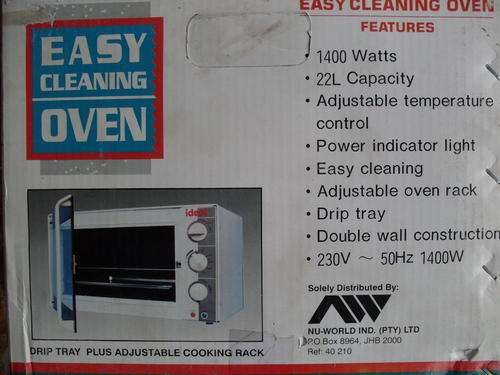 EASY CLEANING OVEN
FEATURES
EASY
CLEANING
OVEN
• 1400 Watts
• 22L Capacity
• Adjustable temperature
control
• Power indicator light
• Easy cleaning
• Adjustable oven rack
• Drip tray
• Double wall construction
• 230V ~ 50Hz 1400W
Solely Distributed By:
NU-WORLD IND. (PTY) LTD
P.O Box 8964, JHB 2000
Ref: 40 210
DRIP TRAY PLUS ADJUSTABLE COOKING RACK